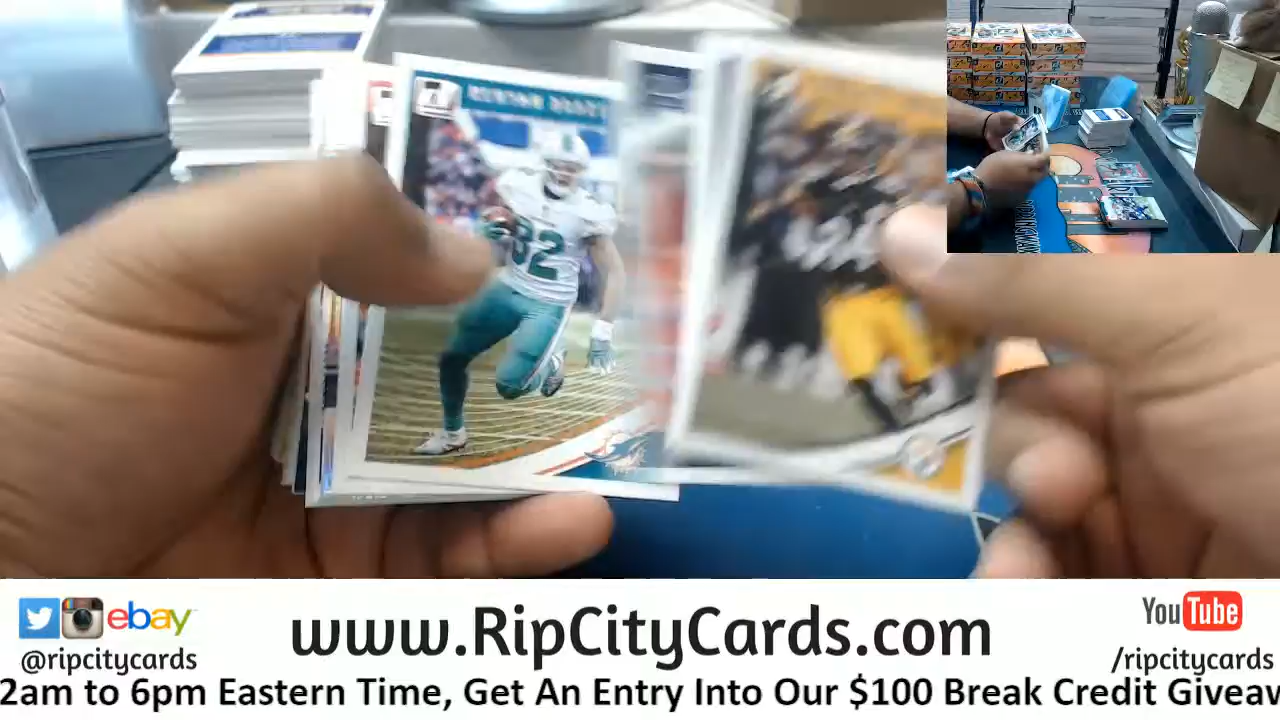 82
ebay
@ripcitycards
www.RipCityCards.com
You Tube
/ripcitycards
2am to 6pm Eastern Time, Get An Entry Into Our $100 Break Credit Giveaw